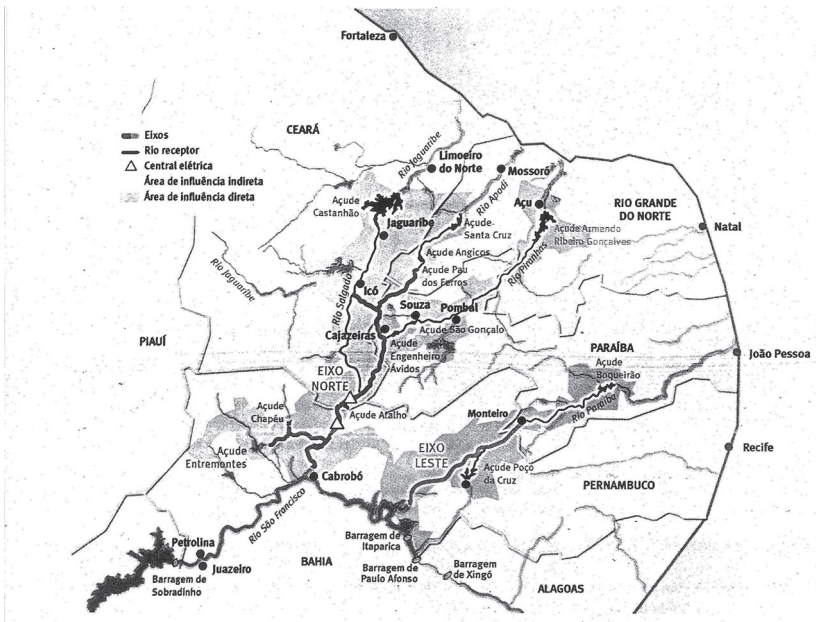 Fortaleza
CEARÁ
Eixos
Rio receptor
Central elétrica
Área de influência indireta
Área de influência direta
Rio Jaguaribe
Limoeiro
do Norte
Mossoró
Rio Apodi
Açu
RIO GRANDE
DO NORTE
Natal
Açude
Castanhão
Jaguaribe
Açude
Santa Cruz
Açude Armando
Ribeiro Gonçalves
Açude Angicos
Rio Piranhas
Rio Jaguaribe
Rio Salgado
Icó
Açude Pau
dos Ferros
Souza
Pombal
PIAUÍ
Cajazeiras
Açude São Gonçalo
Açude
Engenheiro
Ávidos
PARAÍBA
Açude
Boqueirão
João Pessoa
EIXO
NORTE
Açude Atalho
Monteiro
Rio Paraíba
Açude
Chapéu
Açude
Entremontes
EIXO
LESTE
Açude Poço
da Cruz
Recife
Cabrobó
PERNAMBUCO
Rio São Francisco
Petrolina
Juazeiro
Barragem de
Sobradinho
BAHIA
Barragem de
Itaparica
Barragem de
Paulo Afonso
Barragem
de Xingó
ALAGOAS